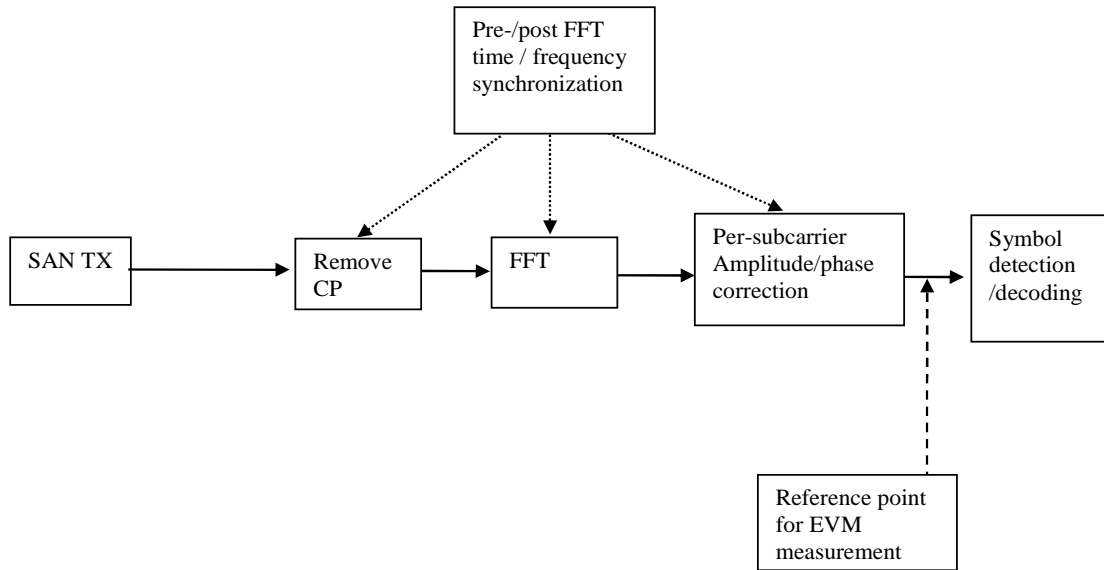 Pre-/post FFT
time / frequency
synchronization
SAN TX
Remove
CP
FFT
Per-subcarrier
Amplitude/phase
correction
Symbol
detection
/decoding
Reference point
for EVM
measurement